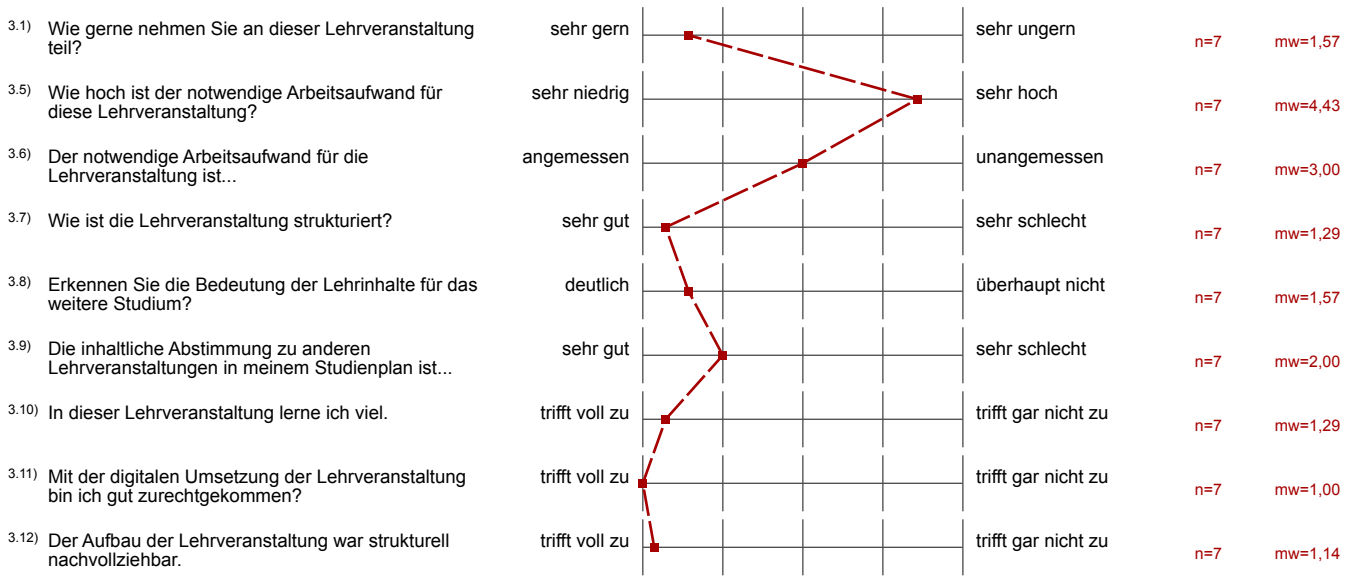 3.1) Wie gerne nehmen Sie an dieser Lehrveranstaltung teil? sehr gern sehr ungern n=7 mw=1,57
3.5) Wie hoch ist der notwendige Arbeitsaufwand für diese Lehrveranstaltung? sehr niedrig sehr hoch n=7 mw=4,43
3.6) Der notwendige Arbeitsaufwand für die Lehrveranstaltung ist... angemessen unangemessen n=7 mw=3,00
3.7) Wie ist die Lehrveranstaltung strukturiert? sehr gut sehr schlecht n=7 mw=1,29
3.8) Erkennen Sie die Bedeutung der Lehrinhalte für das weitere Studium? deutlich überhaupt nicht n=7 mw=1,57
3.9) Die inhaltliche Abstimmung zu anderen Lehrveranstaltungen in meinem Studienplan ist... sehr gut sehr schlecht n=7 mw=2,00
3.10) In dieser Lehrveranstaltung lerne ich viel. trifft voll zu trifft gar nicht zu n=7 mw=1,29
3.11) Mit der digitalen Umsetzung der Lehrveranstaltung bin ich gut zurechtgekommen? trifft voll zu trifft gar nicht zu n=7 mw=1,00
3.12) Der Aufbau der Lehrveranstaltung war strukturell nachvollziehbar. trifft voll zu trifft gar nicht zu n=7 mw=1,14